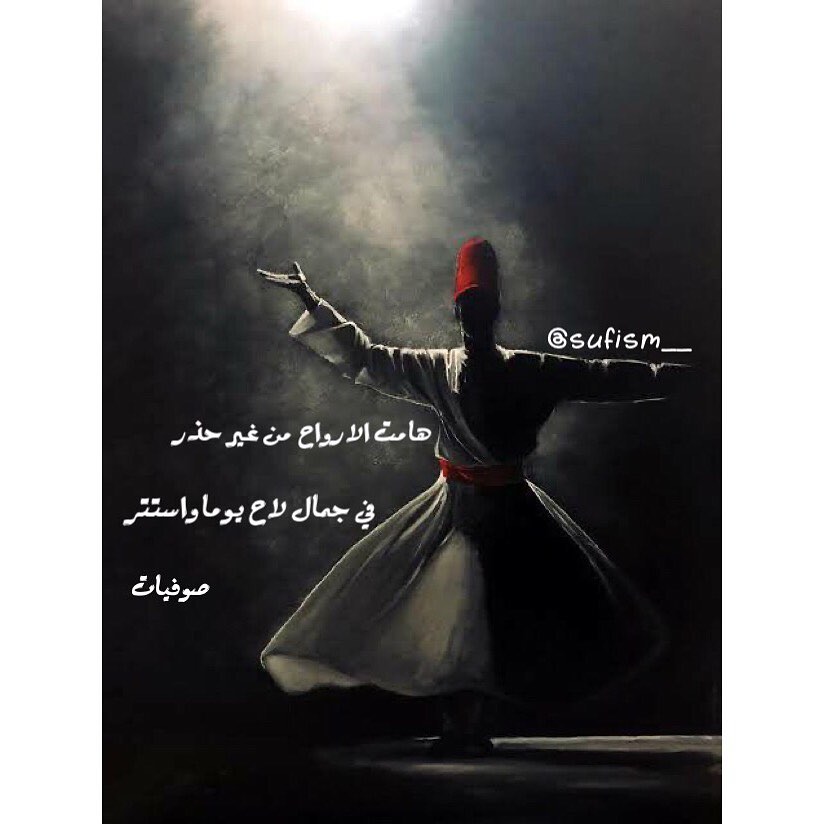 @sufism__
هامت الارواح من غير حذر
في جمال لاح يوما واستتر
صوفيات